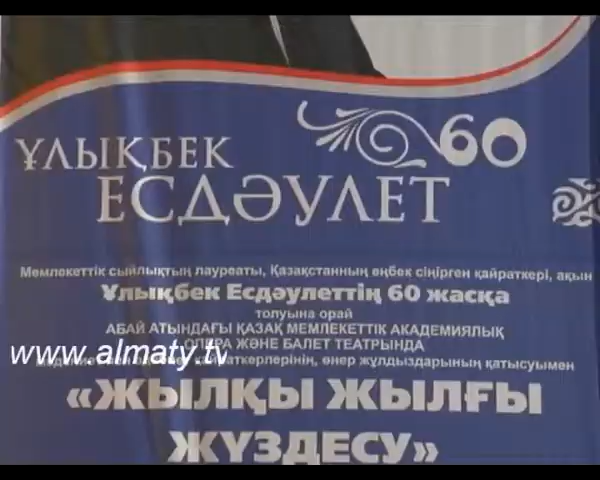 60
ҰЛЫҚБЕК
ЕСДӘУЛЕТ
Мемлекеттік сыйлықтың лауреаты, Қазақстанның еңбек сіңірген қайраткері, ақын
Ұлықбек Есдәулеттің 60 жасқа
толуына орай
АБАЙ АТЫНДАҒЫ ҚАЗАҚ МЕМЛЕКЕТТІК АКАДЕМИЯЛЫҚ
ОПЕРА ЖӘНЕ БАЛЕТ ТЕАТРЫНДА
www.almaty.tv
қайраткерлерінің, өнер жұлдыздарының қатысуымен
«ЖЫЛҚЫ ЖЫЛҒЫ
ЖҮЗДЕСУ»